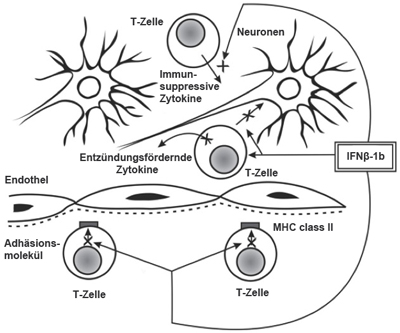 T-Zelle
Neuronen
Immun-
suppressive
Zytokine
Entzündungsfördernde
Zytokine
T-Zelle
IFNβ-1b
Endothel
MHC class II
Adhäsions-
molekül
T-Zelle
T-Zelle